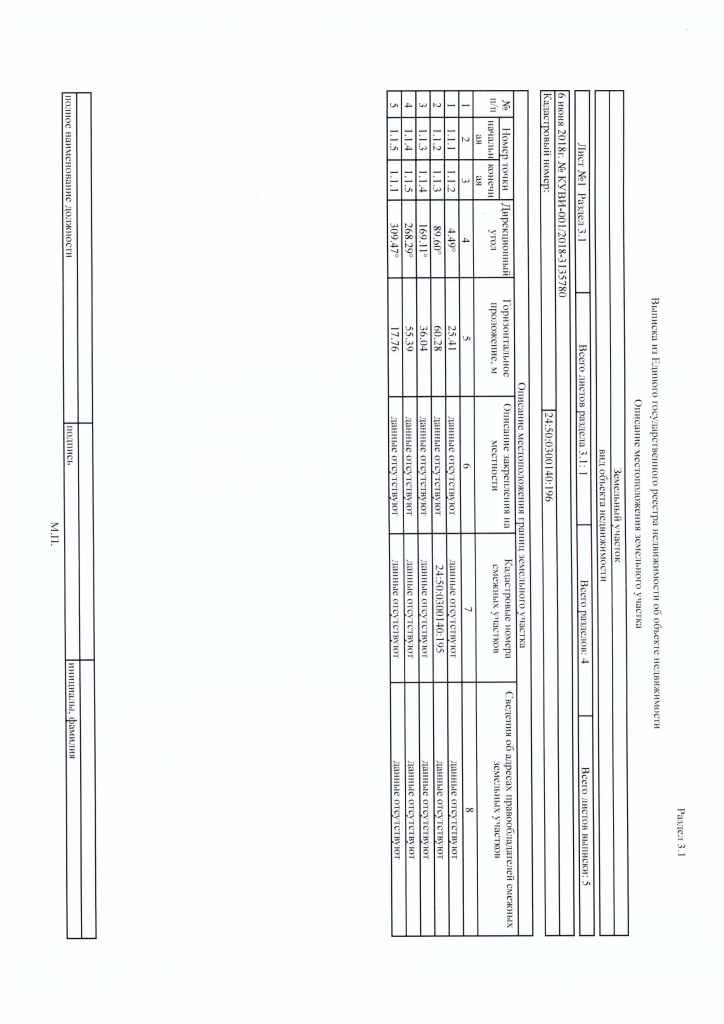 Раздел 3.1
Выписка из Единого государственного реестра недвижимости об объекте недвижимости
Описание местоположения земельного участка
Земельный участок
вид объекта недвижимости
Лист №1 Раздел 3.1 Всего листов раздела 3.1: 1 Всего разделов: 4 Всего листов выписки: 5
6 июня 2018г. № КУВИ-001/2018-3135780
Кадастровый номер: 24:50:0300140:196
Описание местоположения границ земельного участка
№ Номер точки Дирекционный Горизонтальное Описание закрепления на Кадастровые номера Сведения об адресах правообладателей смежных
п/п начальн конечн угол проложение, м местности смежных участков земельных участков
ая ая
1 2 3 4 5 6 7 8
1 1.1.1 1.1.2 4.49° 25.41 данные отсутствуют данные отсутствуют данные отсутствуют
2 1.1.2 1.1.3 89.60° 60.28 данные отсутствуют 24:50:0300140:195 данные отсутствуют
3 1.1.3 1.1.4 169.11° 36.04 данные отсутствуют данные отсутствуют данные отсутствуют
4 1.1.4 1.1.5 268.29° 55.39 данные отсутствуют данные отсутствуют данные отсутствуют
5 1.1.5 1.1.1 309.47° 17.76 данные отсутствуют данные отсутствуют данные отсутствуют
полное наименование должности подпись инициалы, фамилия
М.П.